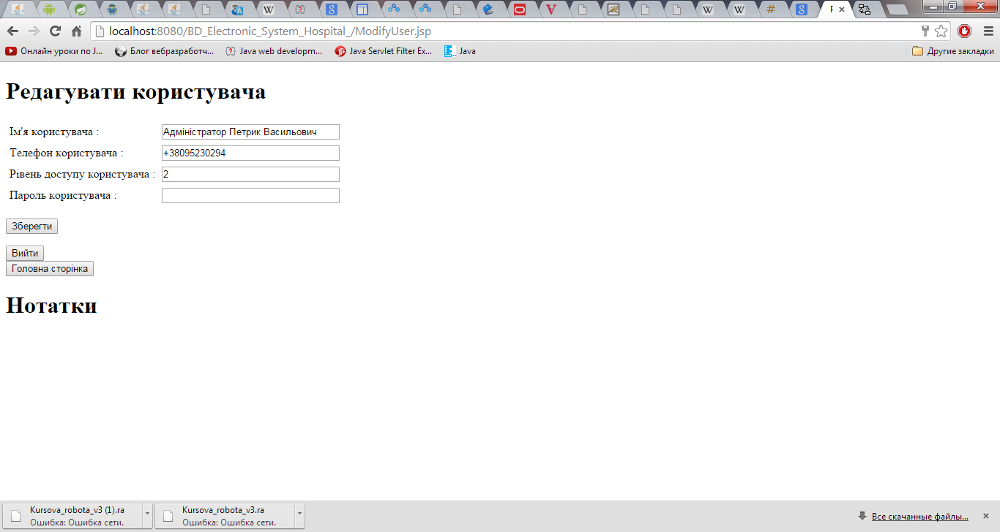 localhost:8080/BD_Electronic_System_Hospital_/ModifyUser.jsp
Онлайн уроки по J... Блог вебразработч... Java web developm... Java Servlet Filter Ex... Java Другие закладки
Редагувати користувача
Ім'я користувача : Адміністратор Петрик Васильович
Телефон користувача : +38095230294
Рівень доступу користувача : 2
Пароль користувача :
Зберегти
Вийти
Головна сторінка
Нотатки
Kursova_robota_v3 (1).ra Kursova_robota_v3.ra
Ошибка: Ошибка сети. Ошибка: Ошибка сети.
Все скачанные файлы...